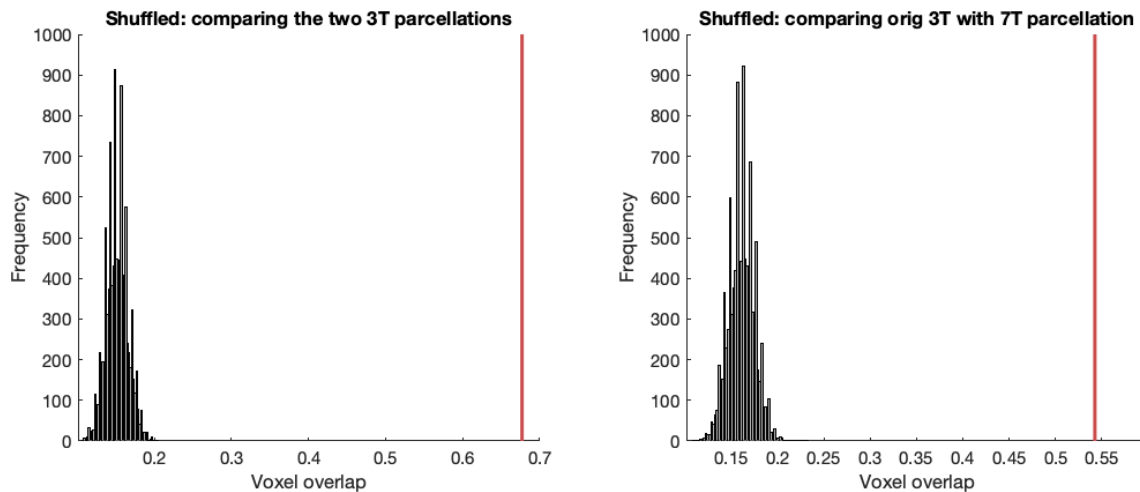 Shuffled: comparing the two 3T parcellations
1000
900
800
700
600
500
400
300
200
100
0
Frequency
0.2 0.3 0.4 0.5 0.6 0.7
Voxel overlap
Shuffled: comparing orig 3T with 7T parcellation
1000
900
800
700
600
500
400
300
200
100
0
Frequency
0.15 0.2 0.25 0.3 0.35 0.4 0.45 0.5 0.55
Voxel overlap